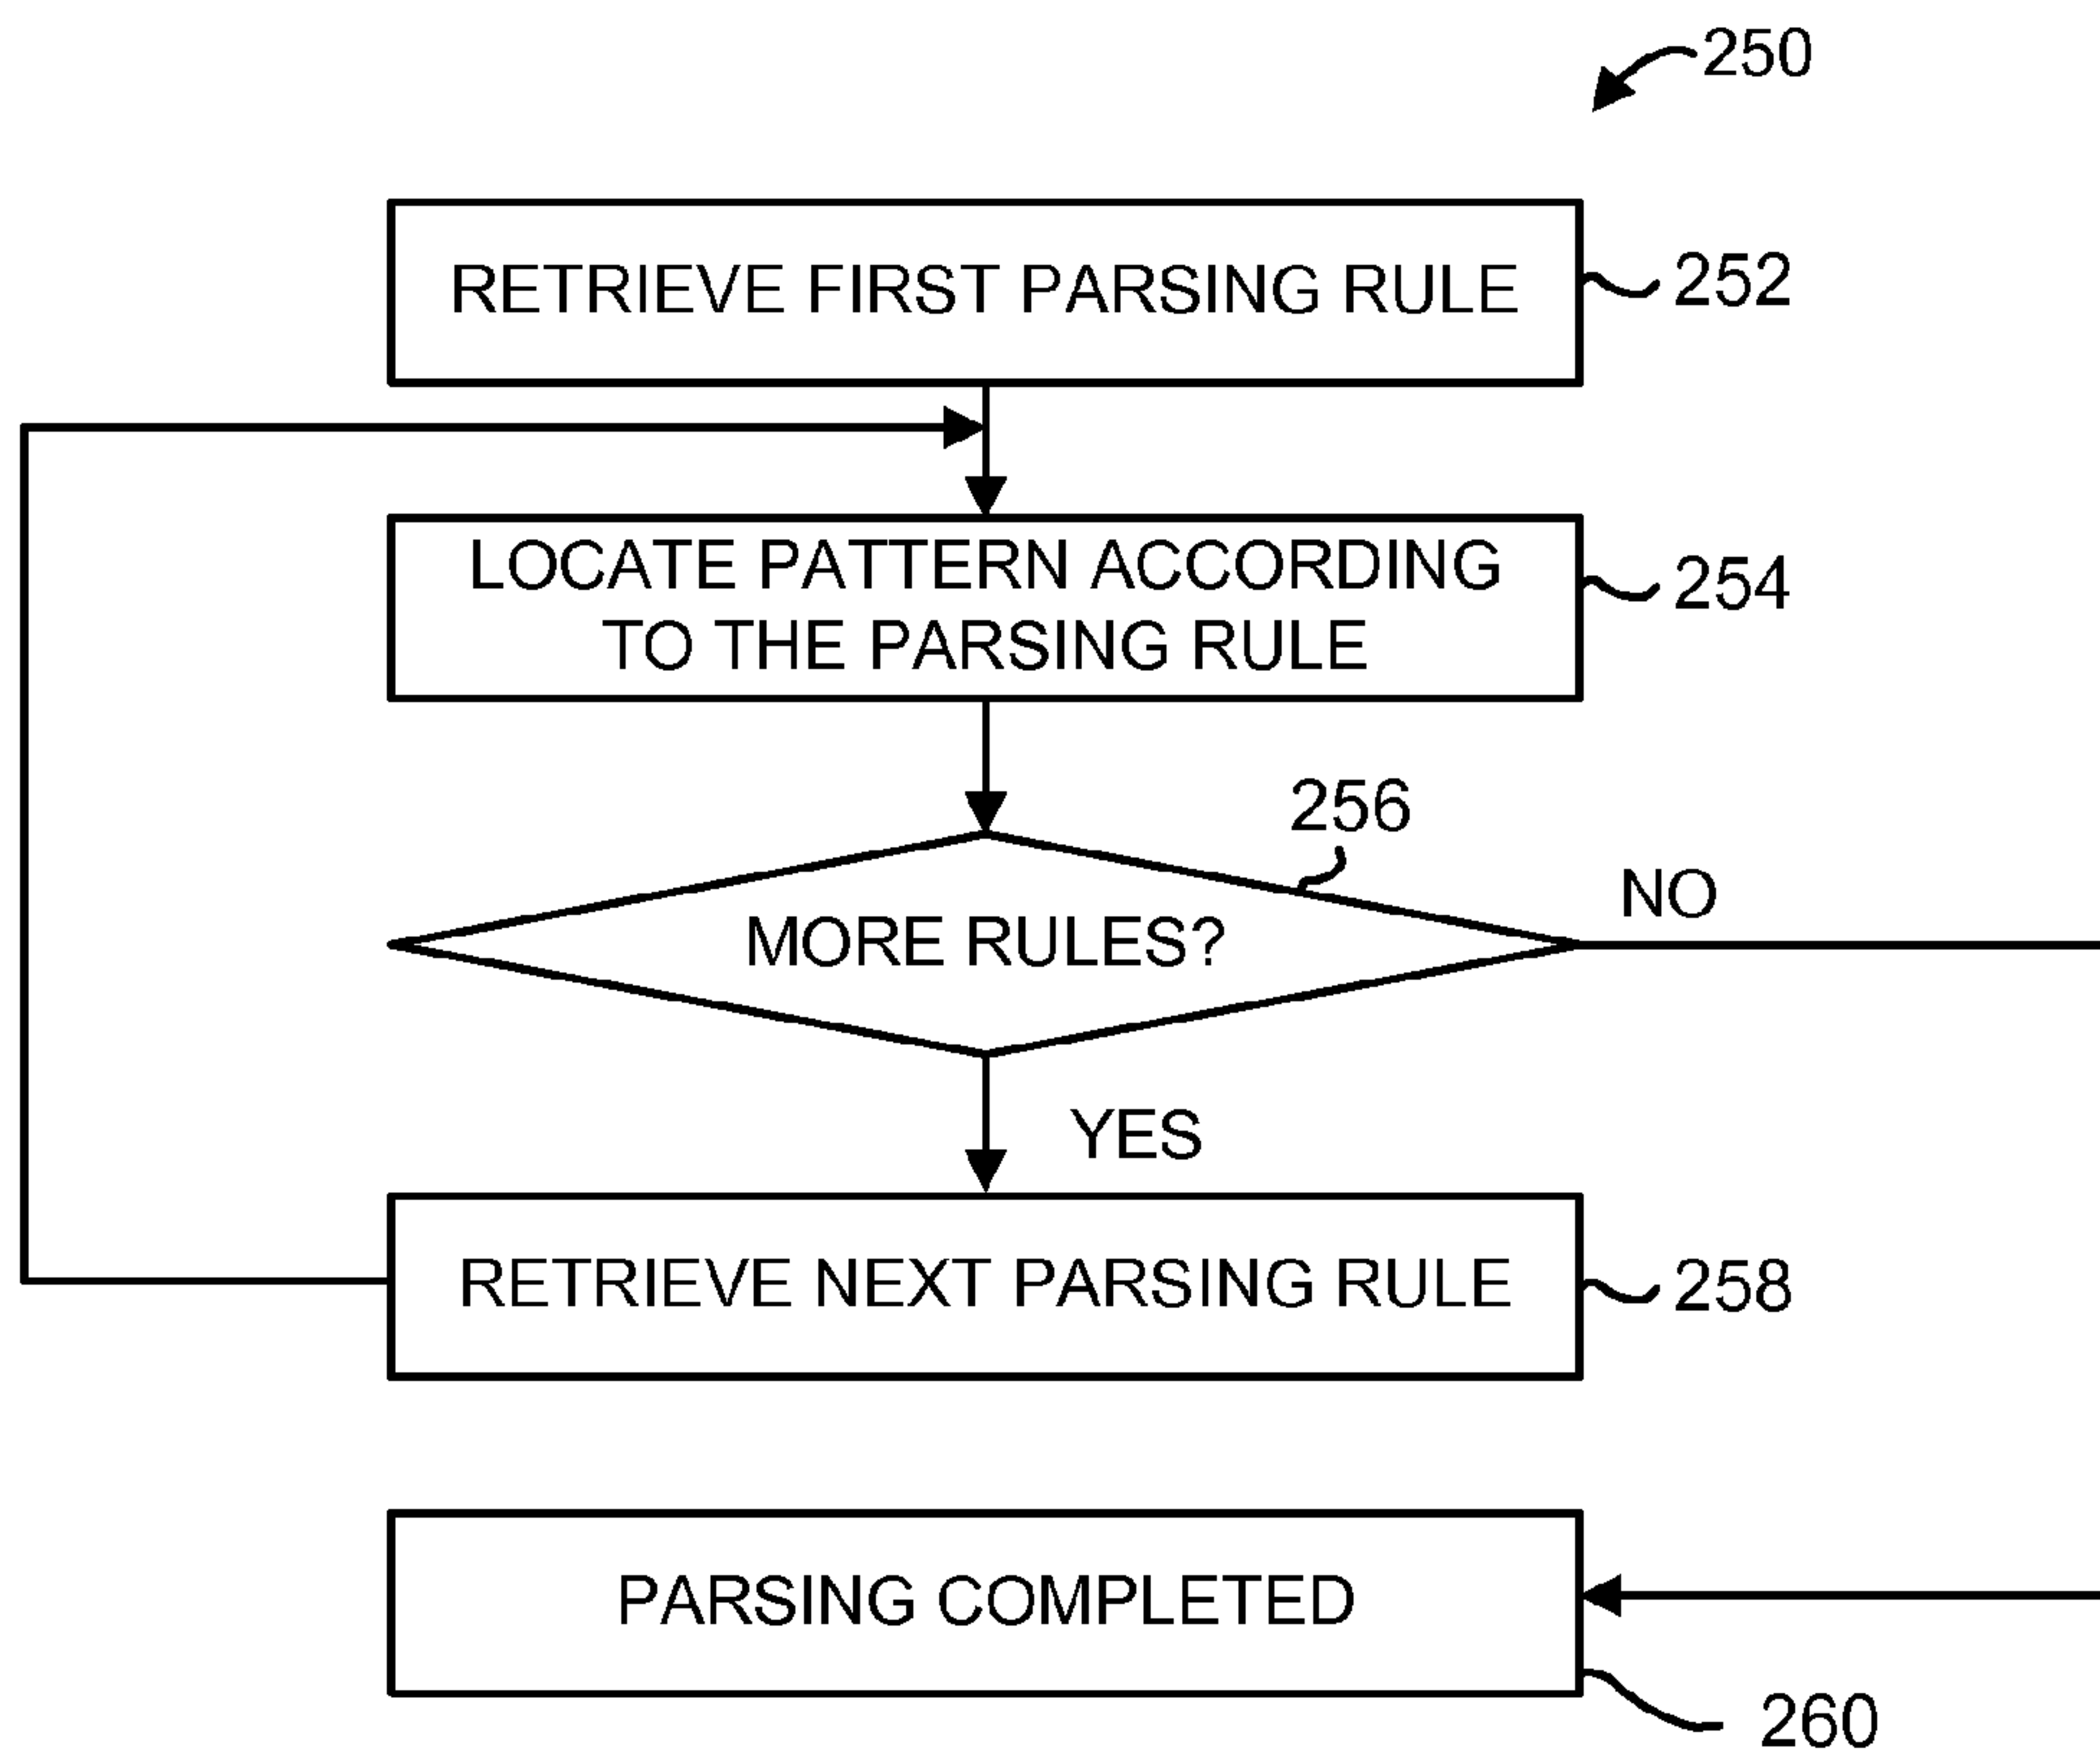 250
RETRIEVE FIRST PARSING RULE
252
LOCATE PATTERN ACCORDING
TO THE PARSING RULE
254
256
MORE RULES?
NO
YES
RETRIEVE NEXT PARSING RULE
258
PARSING COMPLETED
260